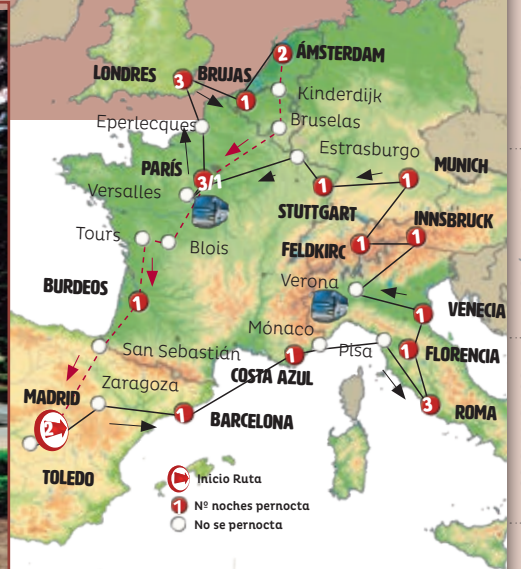 2 ÁMSTERDAM
LONDRES 3 BRUJAS
1
Kinderdijk
Eperlecques
Bruselas
Estrasburgo
PARÍS
3/1
MUNICH
1
Versalles
1
STUTTGART
INNSBRUCK
1
FELDKIRC 1
Tours
Blois
Verona
BURDEOS
1
VENECIA
1
Mónaco
Pisa
San Sebastián
1
COSTA AZUL
1 FLORENCIA
Zaragoza
MADRID
2
1
BARCELONA
3 ROMA
TOLEDO
Inicio Ruta
1 Nº noches pernocta
No se pernocta